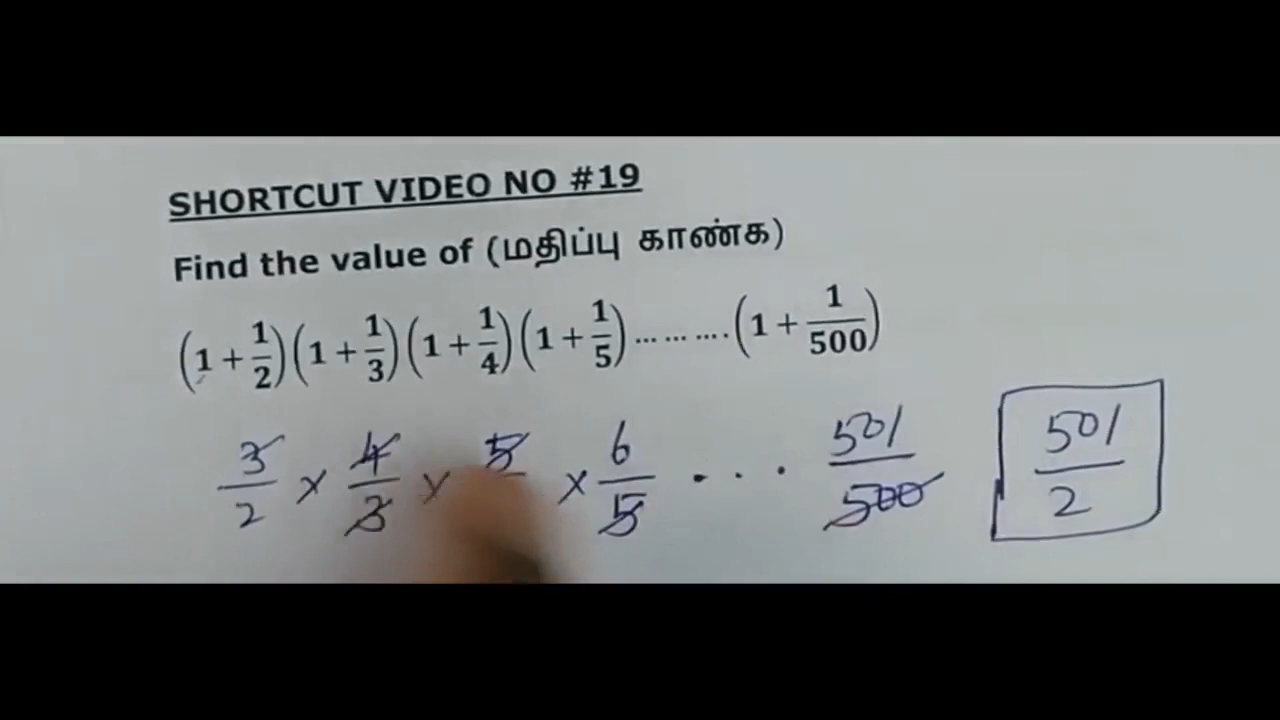 SHORTCUT VIDEO NO #19
Find the value of (மதிப்பு காண்க)
(1 + 1/2)(1 + 1/3)(1 + 1/4)(1 + 1/5) ... ... ... . (1 + 1/500)
3/2 × 4/3 × 5 × 6/5 . . . 501/500 501/2